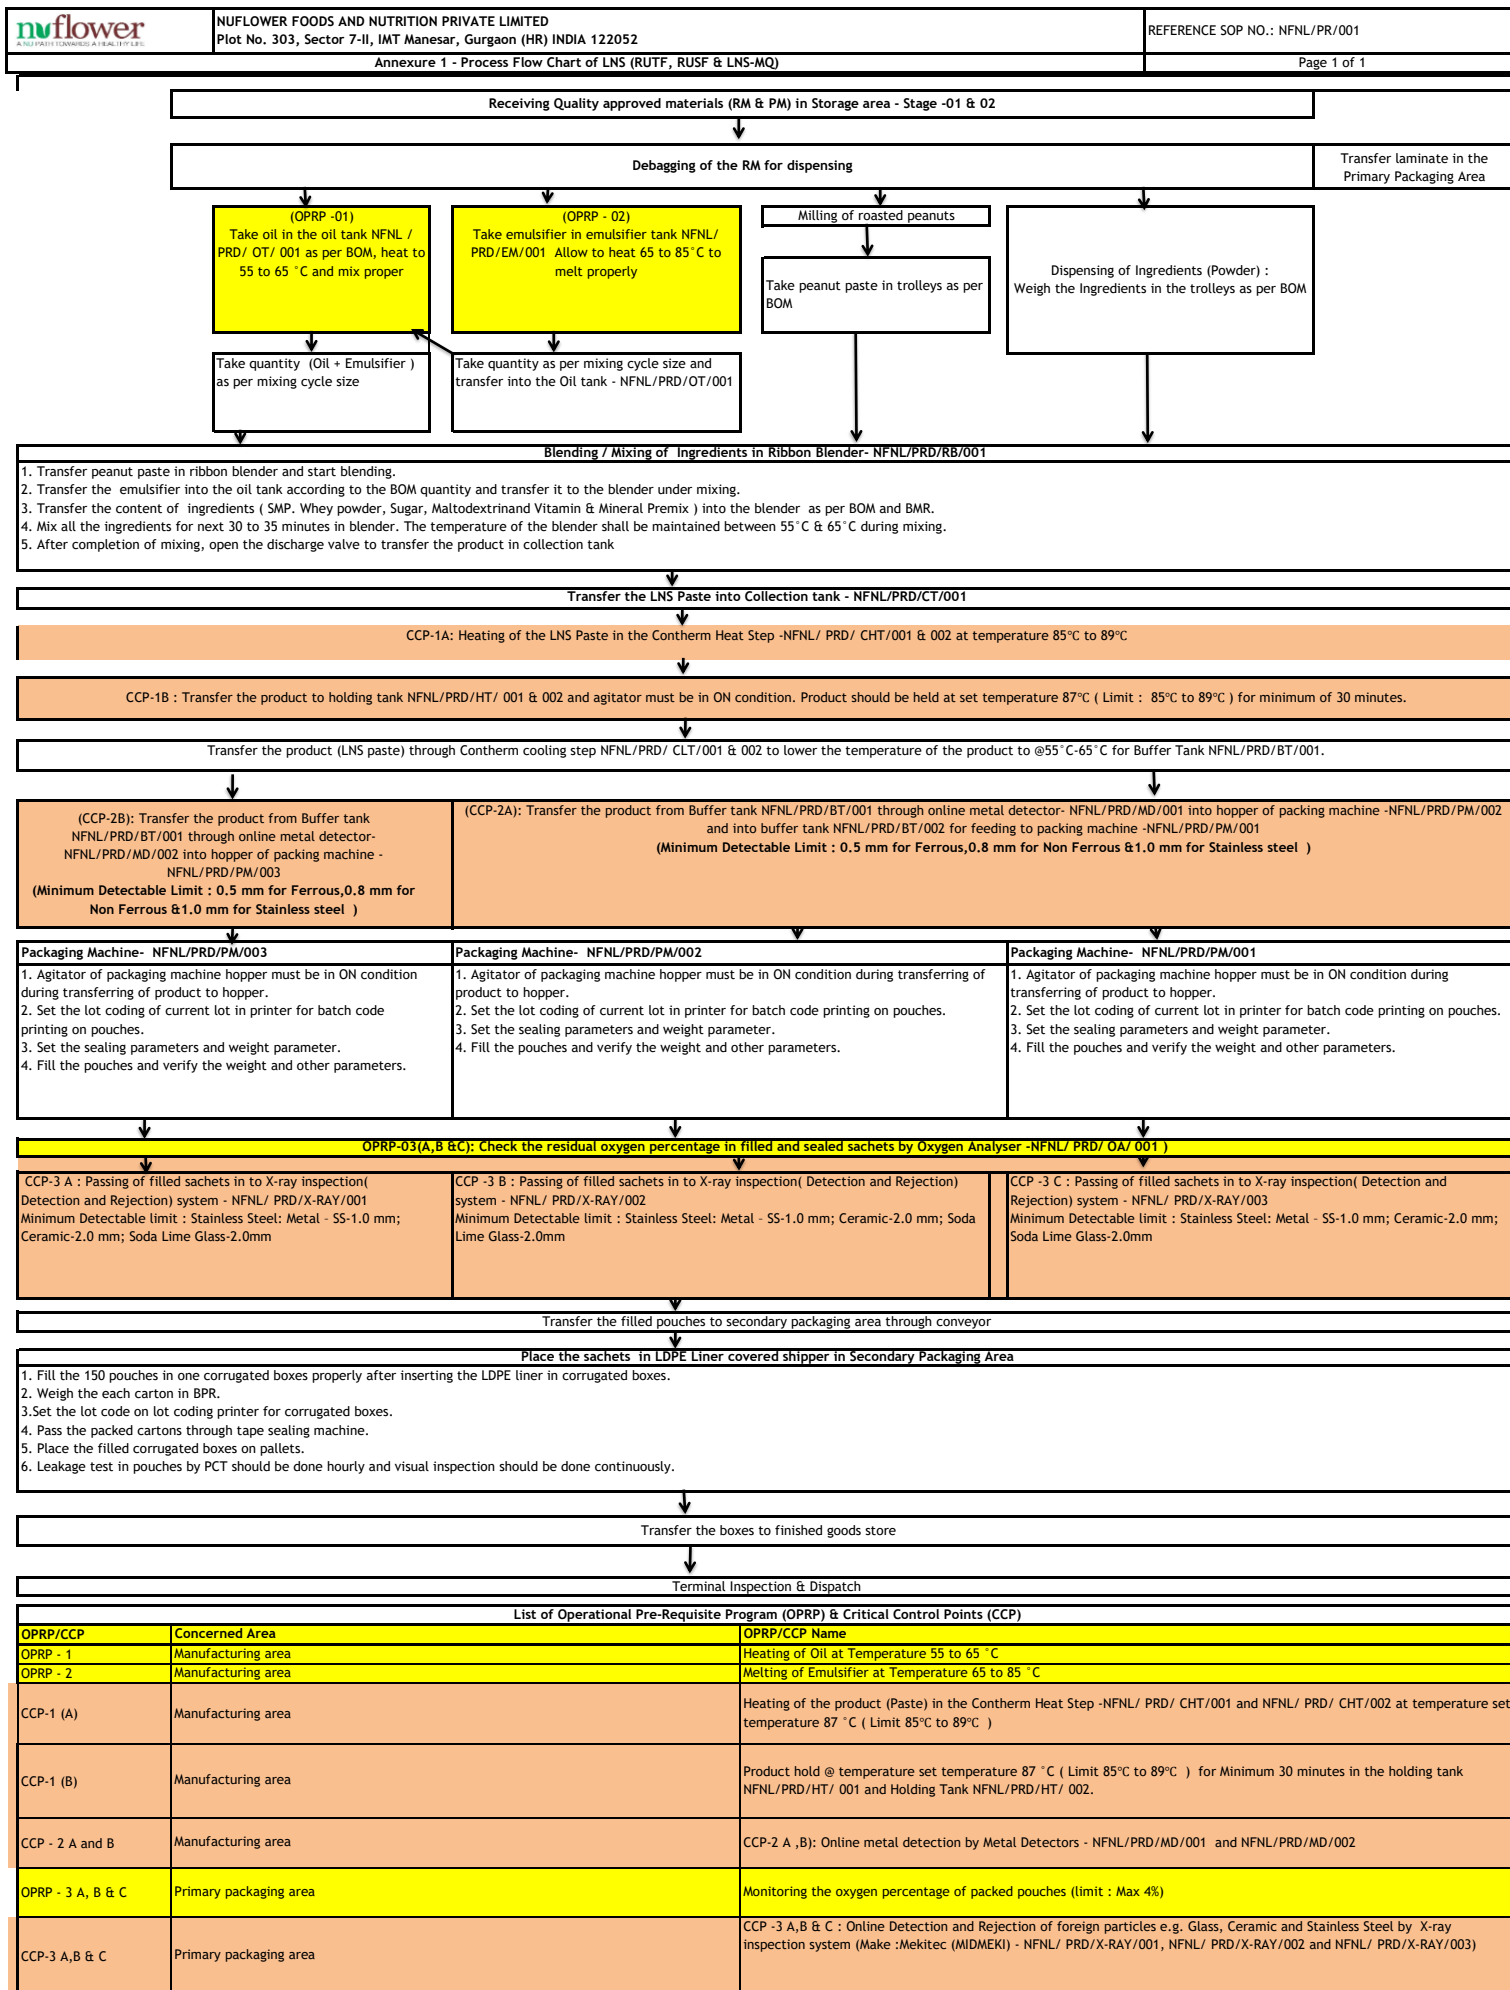 nuflower
A NU PATH TOWARDS A HEALTHY LIFE
NUFLOWER FOODS AND NUTRITION PRIVATE LIMITED
Plot No. 303, Sector 7-II, IMT Manesar, Gurgaon (HR) INDIA 122052
REFERENCE SOP NO.: NFNL/PR/001
Annexure 1 - Process Flow Chart of LNS (RUTF, RUSF & LNS-MQ)
Page 1 of 1
Receiving Quality approved materials (RM & PM) in Storage area - Stage -01 & 02
Debagging of the RM for dispensing
Transfer laminate in the
Primary Packaging Area
(OPRP -01)
Take oil in the oil tank NFNL /
PRD/ OT/ 001 as per BOM, heat to
55 to 65 °C and mix proper
(OPRP - 02)
Take emulsifier in emulsifier tank NFNL/
PRD/EM/001 Allow to heat 65 to 85°C to
melt properly
Milling of roasted peanuts
Take peanut paste in trolleys as per
BOM
Dispensing of Ingredients (Powder) :
Weigh the Ingredients in the trolleys as per BOM
Take quantity (Oil + Emulsifier )
as per mixing cycle size
Take quantity as per mixing cycle size and
transfer into the Oil tank - NFNL/PRD/OT/001
Blending / Mixing of Ingredients in Ribbon Blender- NFNL/PRD/RB/001
1. Transfer peanut paste in ribbon blender and start blending.
2. Transfer the emulsifier into the oil tank according to the BOM quantity and transfer it to the blender under mixing.
3. Transfer the content of ingredients ( SMP. Whey powder, Sugar, Maltodextrinand Vitamin & Mineral Premix ) into the blender as per BOM and BMR.
4. Mix all the ingredients for next 30 to 35 minutes in blender. The temperature of the blender shall be maintained between 55°C & 65°C during mixing.
5. After completion of mixing, open the discharge valve to transfer the product in collection tank
Transfer the LNS Paste into Collection tank - NFNL/PRD/CT/001
CCP-1A: Heating of the LNS Paste in the Contherm Heat Step -NFNL/ PRD/ CHT/001 & 002 at temperature 85℃ to 89℃
CCP-1B : Transfer the product to holding tank NFNL/PRD/HT/ 001 & 002 and agitator must be in ON condition. Product should be held at set temperature 87℃ ( Limit : 85℃ to 89℃ ) for minimum of 30 minutes.
Transfer the product (LNS paste) through Contherm cooling step NFNL/PRD/ CLT/001 & 002 to lower the temperature of the product to @55°C-65°C for Buffer Tank NFNL/PRD/BT/001.
(CCP-2B): Transfer the product from Buffer tank
NFNL/PRD/BT/001 through online metal detector-
NFNL/PRD/MD/002 into hopper of packing machine -
NFNL/PRD/PM/003
(Minimum Detectable Limit : 0.5 mm for Ferrous,0.8 mm for
Non Ferrous &1.0 mm for Stainless steel )
(CCP-2A): Transfer the product from Buffer tank NFNL/PRD/BT/001 through online metal detector- NFNL/PRD/MD/001 into hopper of packing machine -NFNL/PRD/PM/002
and into buffer tank NFNL/PRD/BT/002 for feeding to packing machine -NFNL/PRD/PM/001
(Minimum Detectable Limit : 0.5 mm for Ferrous,0.8 mm for Non Ferrous &1.0 mm for Stainless steel )
Packaging Machine- NFNL/PRD/PM/003
1. Agitator of packaging machine hopper must be in ON condition
during transferring of product to hopper.
2. Set the lot coding of current lot in printer for batch code
printing on pouches.
3. Set the sealing parameters and weight parameter.
4. Fill the pouches and verify the weight and other parameters.
Packaging Machine- NFNL/PRD/PM/002
1. Agitator of packaging machine hopper must be in ON condition during transferring of
product to hopper.
2. Set the lot coding of current lot in printer for batch code printing on pouches.
3. Set the sealing parameters and weight parameter.
4. Fill the pouches and verify the weight and other parameters.
Packaging Machine- NFNL/PRD/PM/001
1. Agitator of packaging machine hopper must be in ON condition during
transferring of product to hopper.
2. Set the lot coding of current lot in printer for batch code printing on pouches.
3. Set the sealing parameters and weight parameter.
4. Fill the pouches and verify the weight and other parameters.
OPRP-03(A,B &C): Check the residual oxygen percentage in filled and sealed sachets by Oxygen Analyser -NFNL/ PRD/ OA/ 001 )
CCP-3 A : Passing of filled sachets in to X-ray inspection(
Detection and Rejection) system - NFNL/ PRD/X-RAY/001
Minimum Detectable limit : Stainless Steel: Metal – SS-1.0 mm;
Ceramic-2.0 mm; Soda Lime Glass-2.0mm
CCP -3 B : Passing of filled sachets in to X-ray inspection( Detection and Rejection)
system - NFNL/ PRD/X-RAY/002
Minimum Detectable limit : Stainless Steel: Metal – SS-1.0 mm; Ceramic-2.0 mm; Soda
Lime Glass-2.0mm
CCP -3 C : Passing of filled sachets in to X-ray inspection( Detection and
Rejection) system - NFNL/ PRD/X-RAY/003
Minimum Detectable limit : Stainless Steel: Metal – SS-1.0 mm; Ceramic-2.0 mm;
Soda Lime Glass-2.0mm
Transfer the filled pouches to secondary packaging area through conveyor
Place the sachets in LDPE Liner covered shipper in Secondary Packaging Area
1. Fill the 150 pouches in one corrugated boxes properly after inserting the LDPE liner in corrugated boxes.
2. Weigh the each carton in BPR.
3.Set the lot code on lot coding printer for corrugated boxes.
4. Pass the packed cartons through tape sealing machine.
5. Place the filled corrugated boxes on pallets.
6. Leakage test in pouches by PCT should be done hourly and visual inspection should be done continuously.
Transfer the boxes to finished goods store
Terminal Inspection & Dispatch
List of Operational Pre-Requisite Program (OPRP) & Critical Control Points (CCP)
OPRP/CCP Concerned Area OPRP/CCP Name
OPRP - 1 Manufacturing area Heating of Oil at Temperature 55 to 65 °C
OPRP - 2 Manufacturing area Melting of Emulsifier at Temperature 65 to 85 °C
CCP-1 (A) Manufacturing area Heating of the product (Paste) in the Contherm Heat Step -NFNL/ PRD/ CHT/001 and NFNL/ PRD/ CHT/002 at temperature set
temperature 87 °C ( Limit 85℃ to 89℃ )
CCP-1 (B) Manufacturing area Product hold @ temperature set temperature 87 °C ( Limit 85℃ to 89℃ ) for Minimum 30 minutes in the holding tank
NFNL/PRD/HT/ 001 and Holding Tank NFNL/PRD/HT/ 002.
CCP - 2 A and B Manufacturing area CCP-2 A ,B): Online metal detection by Metal Detectors - NFNL/PRD/MD/001 and NFNL/PRD/MD/002
OPRP - 3 A, B & C Primary packaging area Monitoring the oxygen percentage of packed pouches (limit : Max 4%)
CCP-3 A,B & C Primary packaging area CCP -3 A,B & C : Online Detection and Rejection of foreign particles e.g. Glass, Ceramic and Stainless Steel by X-ray
inspection system (Make :Mekitec (MIDMEKI) - NFNL/ PRD/X-RAY/001, NFNL/ PRD/X-RAY/002 and NFNL/ PRD/X-RAY/003)